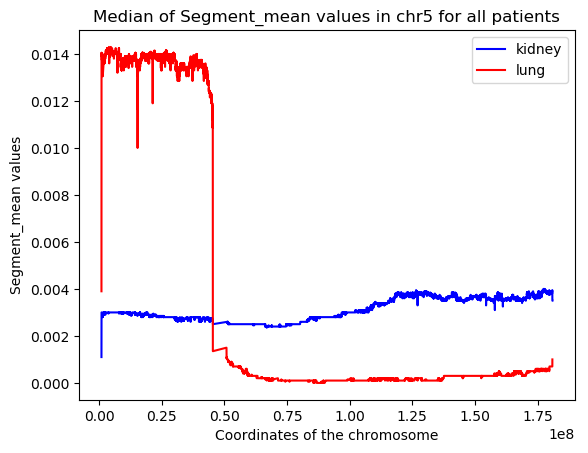 Median of Segment_mean values in chr5 for all patients
kidney
lung
Segment_mean values
0.014
0.012
0.010
0.008
0.006
0.004
0.002
0.000
0.00
0.25
0.50
0.75
1.00
1.25
1.50
1.75
1e8
Coordinates of the chromosome